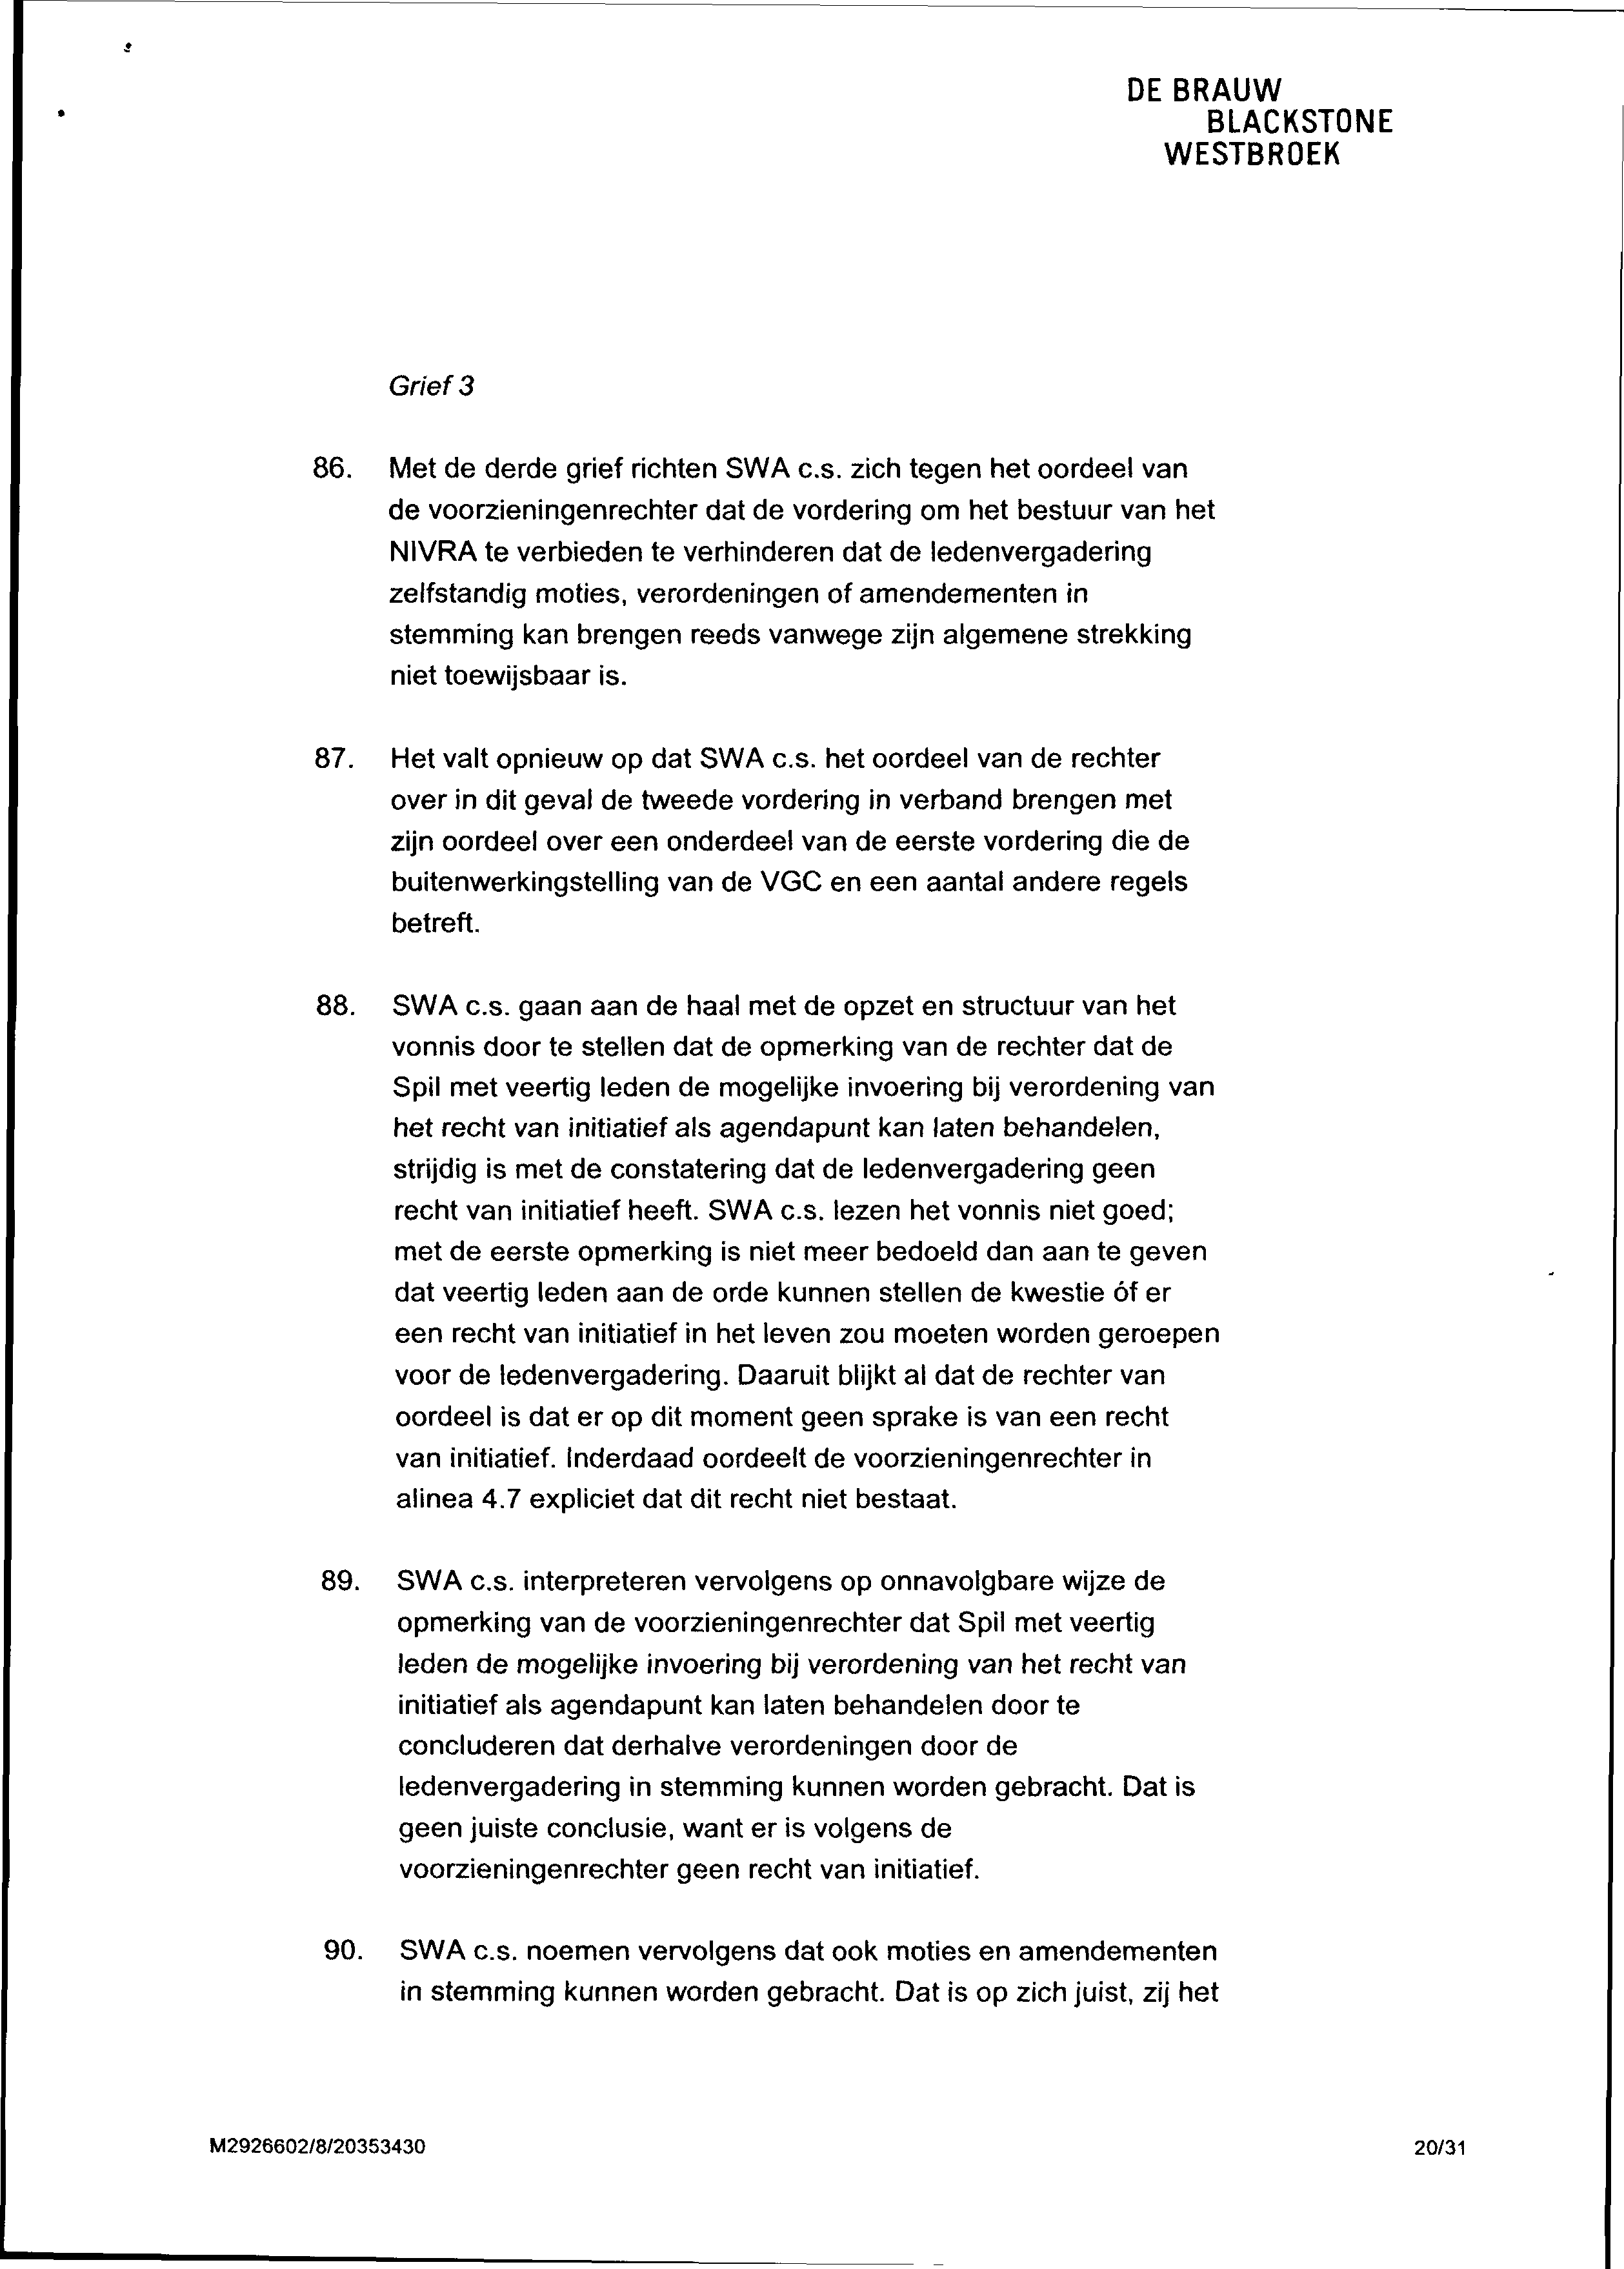 DE BRAUW
BLACKSTONE
WESTBROEK
Grief 3
86. Met de derde grief richten SWA c.s. zich tegen het oordeel van
de voorzieningenrechter dat de vordering om het bestuur van het
NIVRA te verbieden te verhinderen dat de ledenvergadering
zelfstandig moties, verordeningen of amendementen in
stemming kan brengen reeds vanwege zijn algemene strekking
niet toewijsbaar is.
87. Het valt opnieuw op dat SWA c.s. het oordeel van de rechter
over in dit geval de tweede vordering in verband brengen met
zijn oordeel over een onderdeel van de eerste vordering die de
buitenwerkingstelling van de VGC en een aantal andere regels
betreft.
88. SWA c.s. gaan aan de haal met de opzet en structuur van het
vonnis door te stellen dat de opmerking van de rechter dat de
Spil met veertig leden de mogelijke invoering bij verordening van
het recht van initiatief als agendapunt kan laten behandelen,
strijdig is met de constatering dat de ledenvergadering geen
recht van initiatief heeft. SWA c.s. lezen het vonnis niet goed;
met de eerste opmerking is niet meer bedoeld dan aan te geven
dat veertig leden aan de orde kunnen stellen de kwestie óf er
een recht van initiatief in het leven zou moeten worden geroepen
voor de ledenvergadering. Daaruit blijkt al dat de rechter van
oordeel is dat er op dit moment geen sprake is van een recht
van initiatief. Inderdaad oordeelt de voorzieningenrechter in
alinea 4.7 expliciet dat dit recht niet bestaat.
89. SWA c.s. interpreteren vervolgens op onnavolgbare wijze de
opmerking van de voorzieningenrechter dat Spil met veertig
leden de mogelijke invoering bij verordening van het recht van
initiatief als agendapunt kan laten behandelen door te
concluderen dat derhalve verordeningen door de
ledenvergadering in stemming kunnen worden gebracht. Dat is
geen juiste conclusie, want er is volgens de
voorzieningenrechter geen recht van initiatief.
90. SWA c.s. noemen vervolgens dat ook moties en amendementen
in stemming kunnen worden gebracht. Dat is op zich juist, zij het
M2926602/8/20353430
20/31